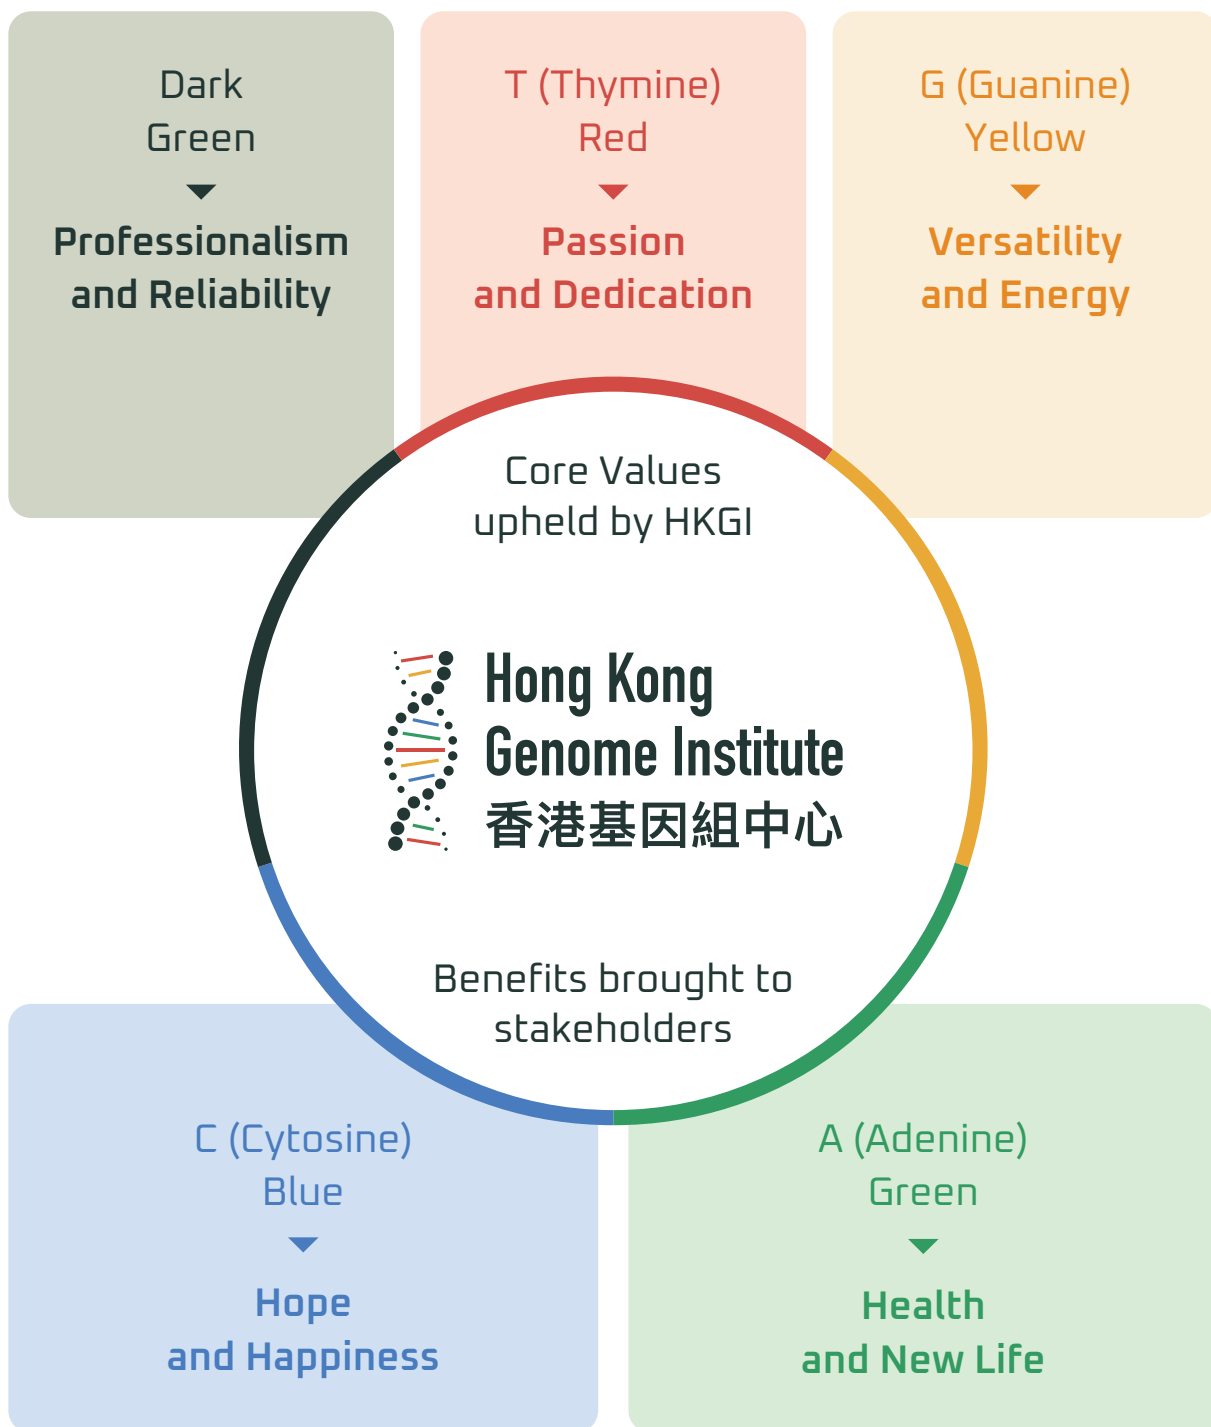 Dark
Green
Professionalism
and Reliability
T (Thymine)
Red
Passion
and Dedication
G (Guanine)
Yellow
Versatility
and Energy
Core Values
upheld by HKGI
Hong Kong
Genome Institute
香港基因組中心
Benefits brought to
stakeholders
C (Cytosine)
Blue
Hope
and Happiness
A (Adenine)
Green
Health
and New Life